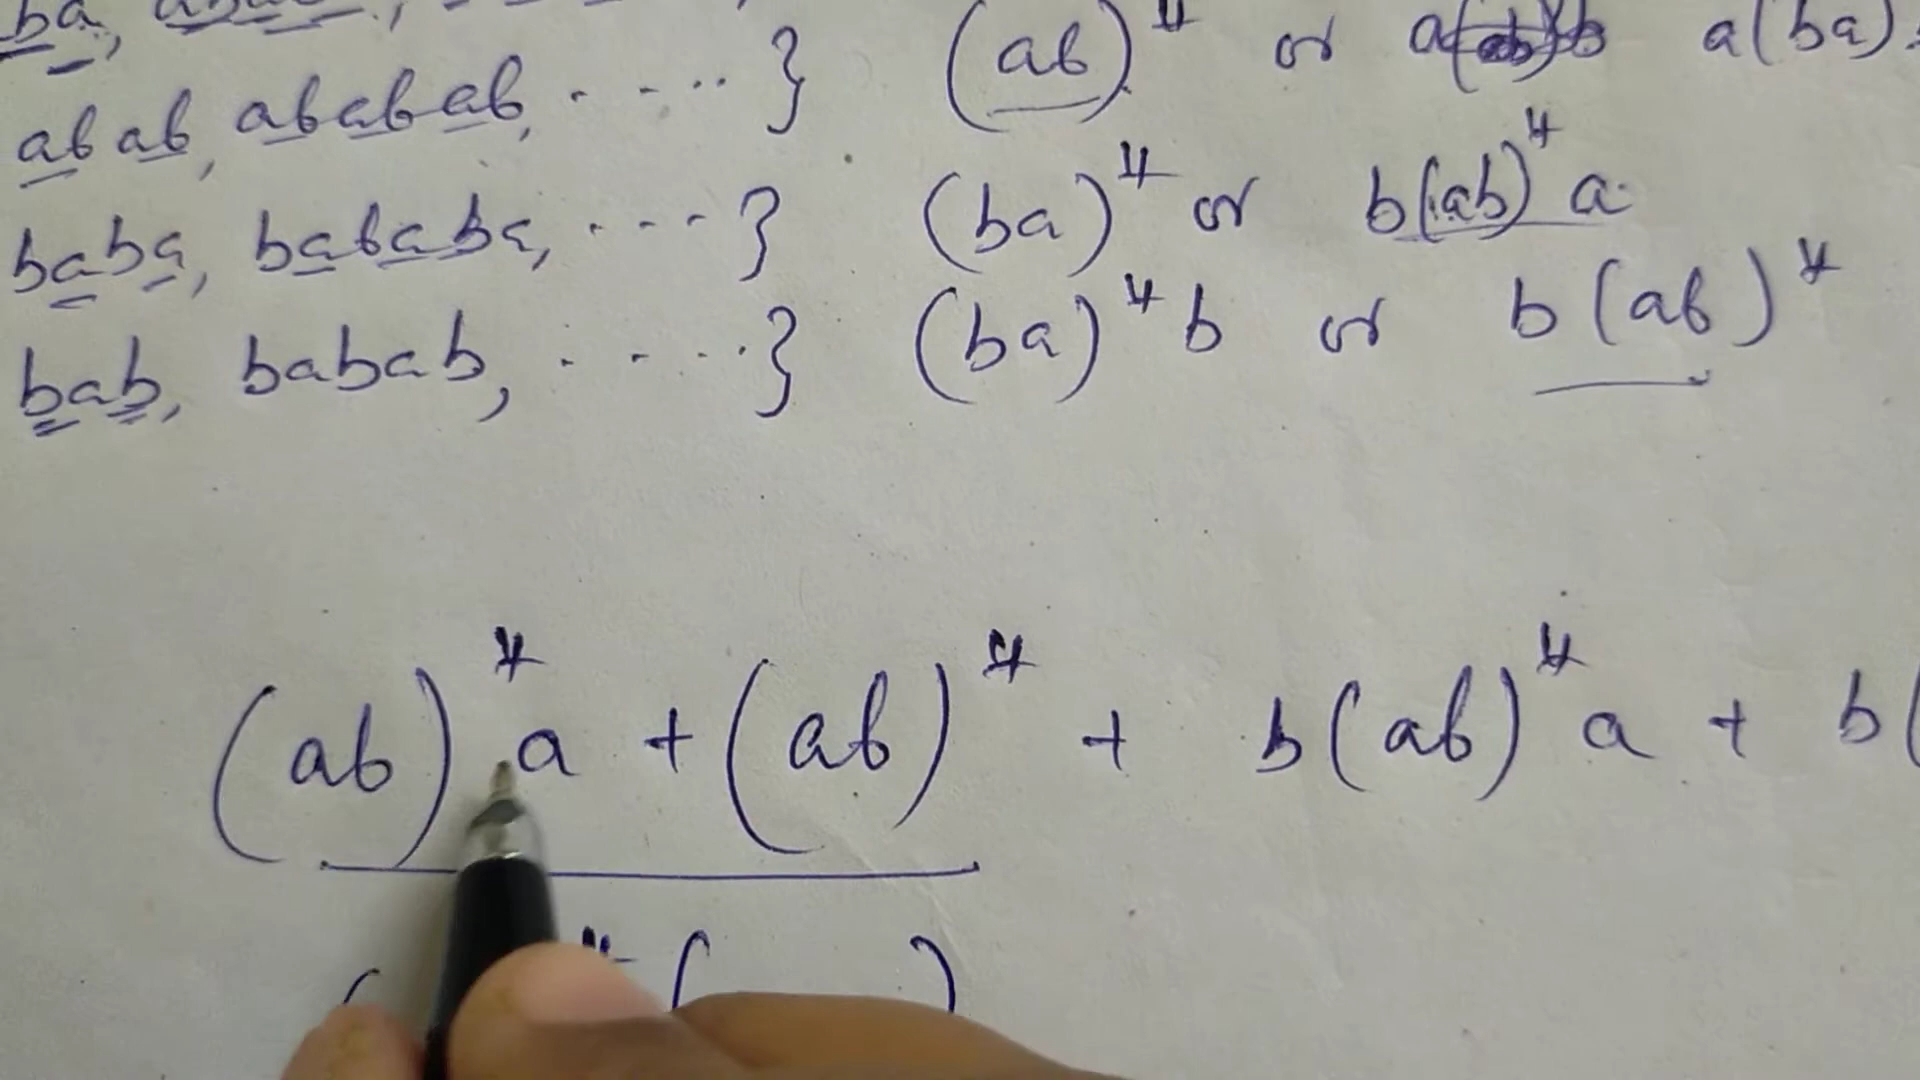 ba,
abab, ababab, . . . . . } (ab)* or a(ab)b a(ba)
baba, bababa, . . . . } (ba)* or b(ab)* a
bab, babab, . . . . . } (ba)* b or b(ab)*
(ab)* a + (ab)* + b(ab)* a + b(
( * ( )